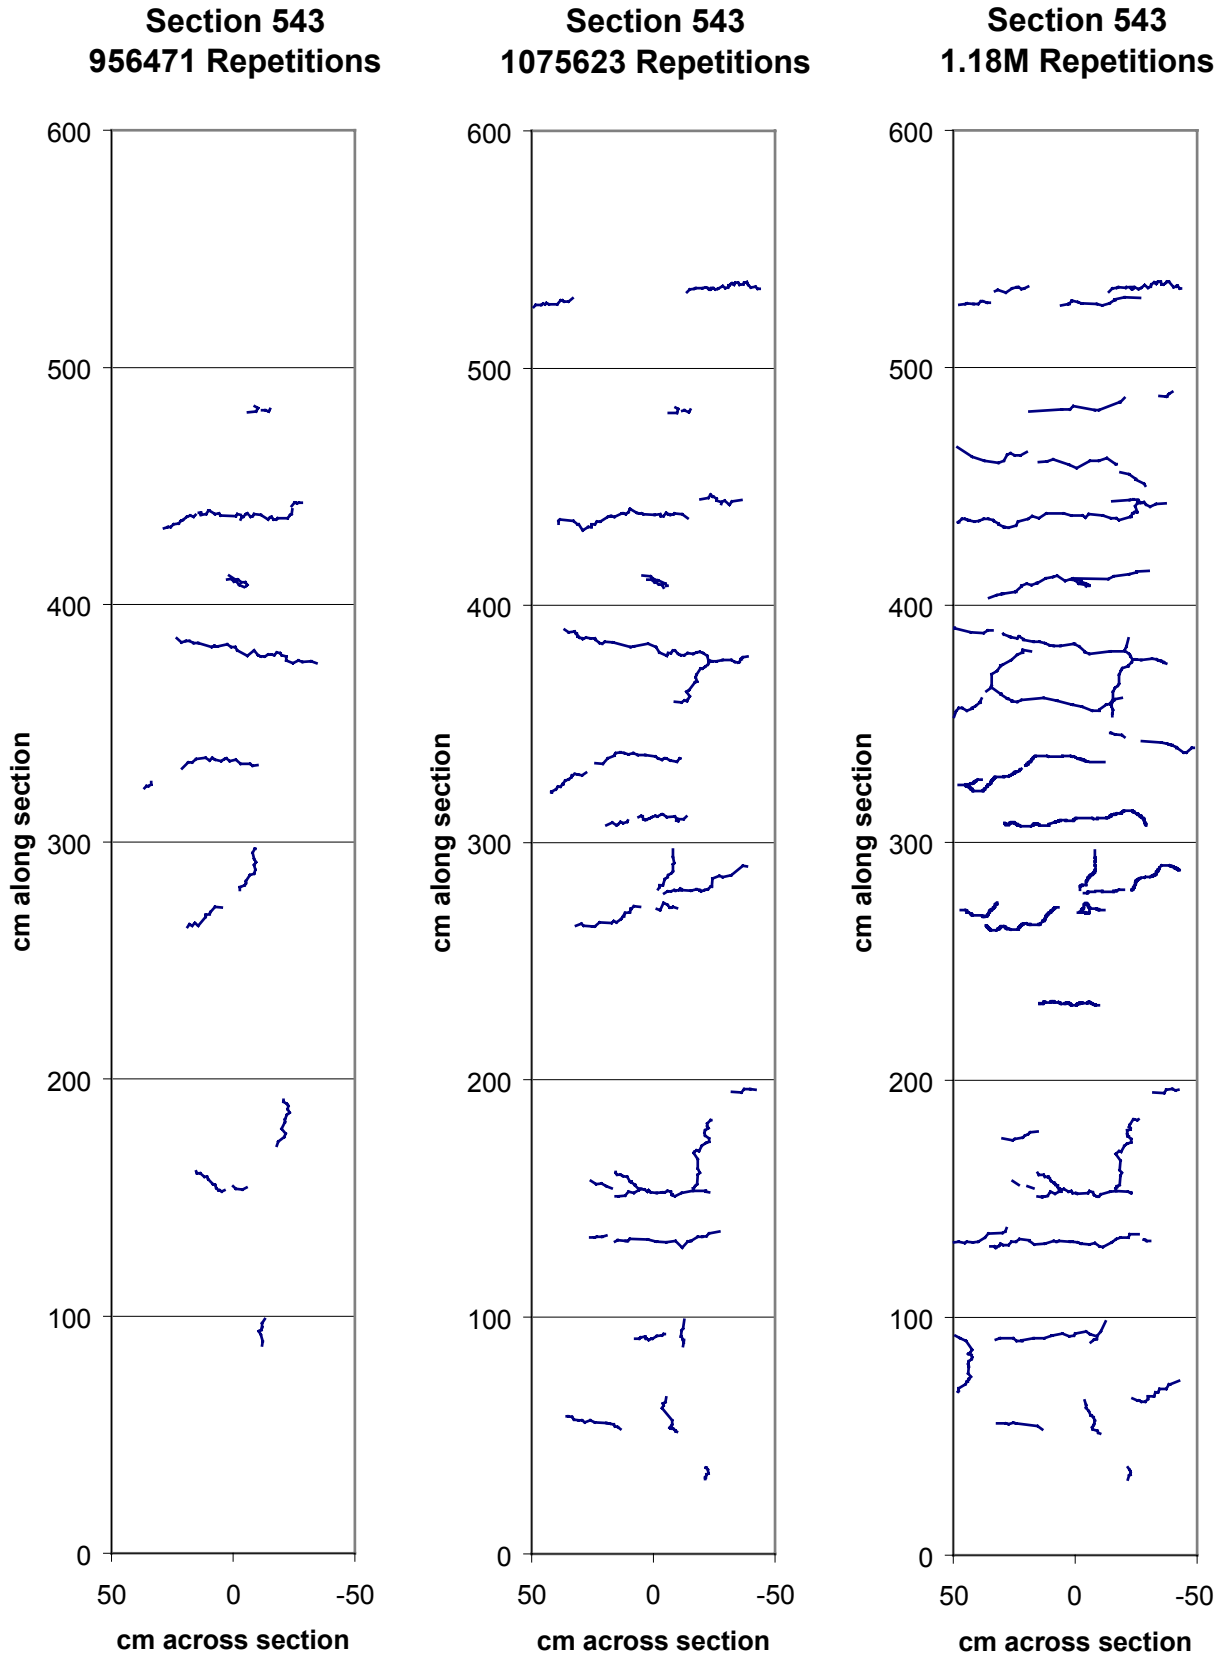 Section 543
956471 Repetitions
600
500
400
300
200
100
0
50 0 -50
cm across section
cm along section
Section 543
1075623 Repetitions
600
500
400
300
200
100
0
50 0 -50
cm across section
cm along section
Section 543
1.18M Repetitions
600
500
400
300
200
100
0
50 0 -50
cm across section
cm along section